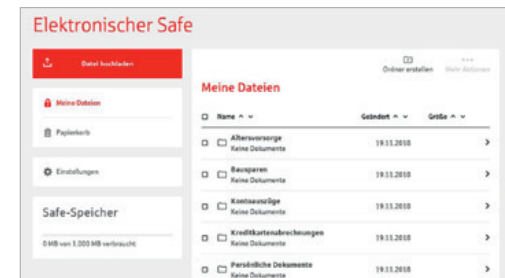 Elektronischer Safe
Datei hochladen
Meine Dateien
Papierkorb
Einstellungen
Safe-Speicher
0 MB von 1.000 MB verbraucht
Ordner erstellen
Mehr Aktionen
Meine Dateien
Name Geändert Größe
Altersvorsorge 19.11.2018
Keine Dokumente
Bausparen 19.11.2018
Keine Dokumente
Kontoauszüge 19.11.2018
Keine Dokumente
Kreditkartenabrechnungen 19.11.2018
Keine Dokumente
Persönliche Dokumente 19.11.2018
Keine Dokumente